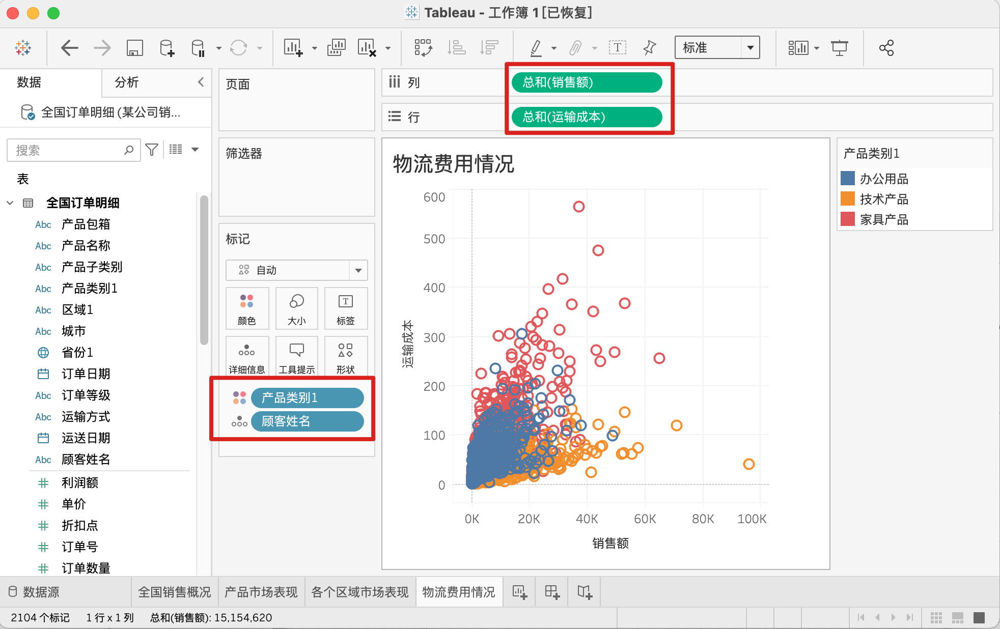 Tableau - 工作簿 1[已恢复]
标准
数据
分析
全国订单明细 (某公司销...
搜索
表
全国订单明细
Abc 产品包箱
Abc 产品名称
Abc 产品子类别
Abc 产品类别1
Abc 区域1
Abc 城市
省份1
订单日期
Abc 订单等级
Abc 运输方式
运送日期
Abc 顾客姓名
利润额
单价
折扣点
订单号
订单数量
页面
筛选器
标记
自动
颜色 大小 标签
详细信息 工具提示 形状
产品类别1
顾客姓名
列 总和(销售额)
行 总和(运输成本)
物流费用情况
600
500
400
300
200
100
0
运输成本
0K 20K 40K 60K 80K 100K
销售额
产品类别1
办公用品
技术产品
家具产品
数据源 全国销售概况 产品市场表现 各个区域市场表现 物流费用情况
2104 个标记 1 行 x 1 列 总和(销售额): 15,154,620